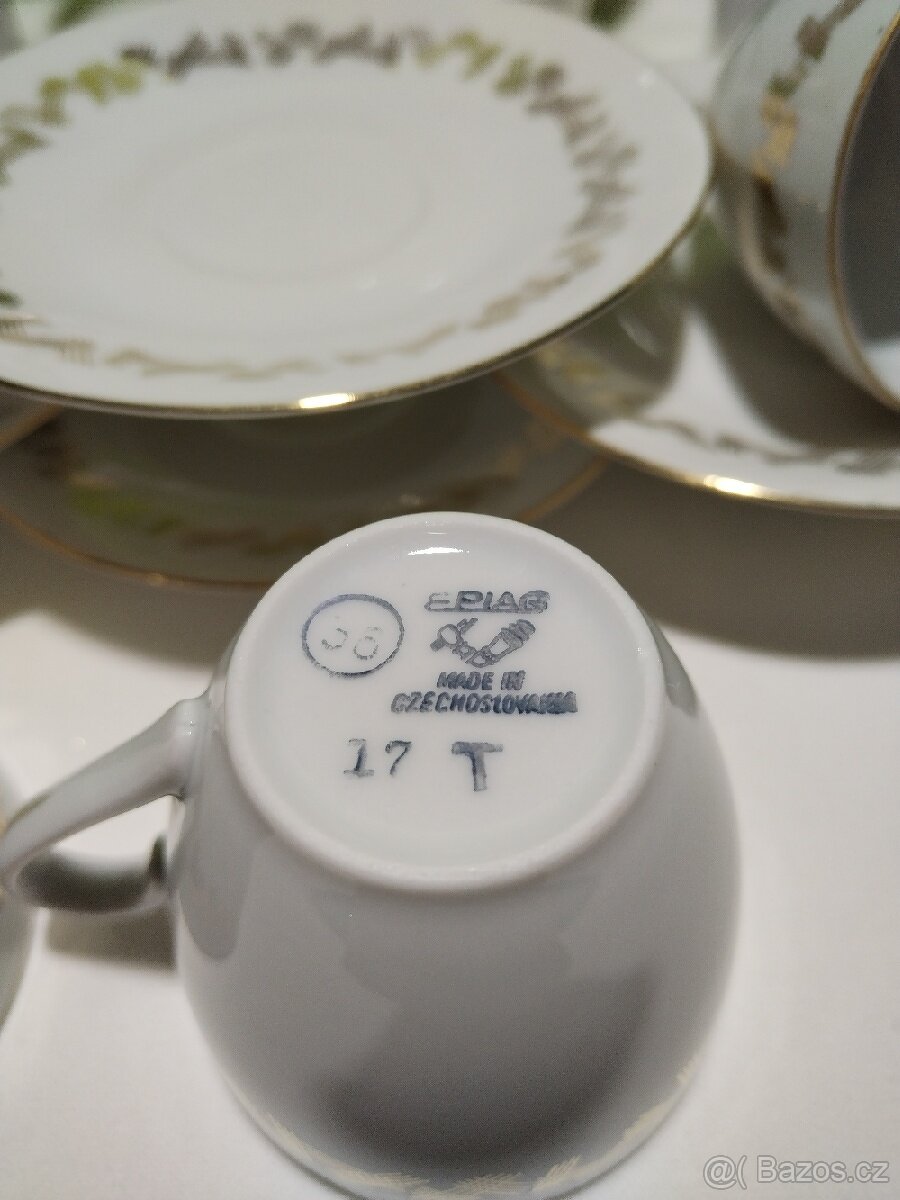 EPIAG
36
MADE IN
CZECHOSLOVAKIA
17 T
@( Bazos.cz